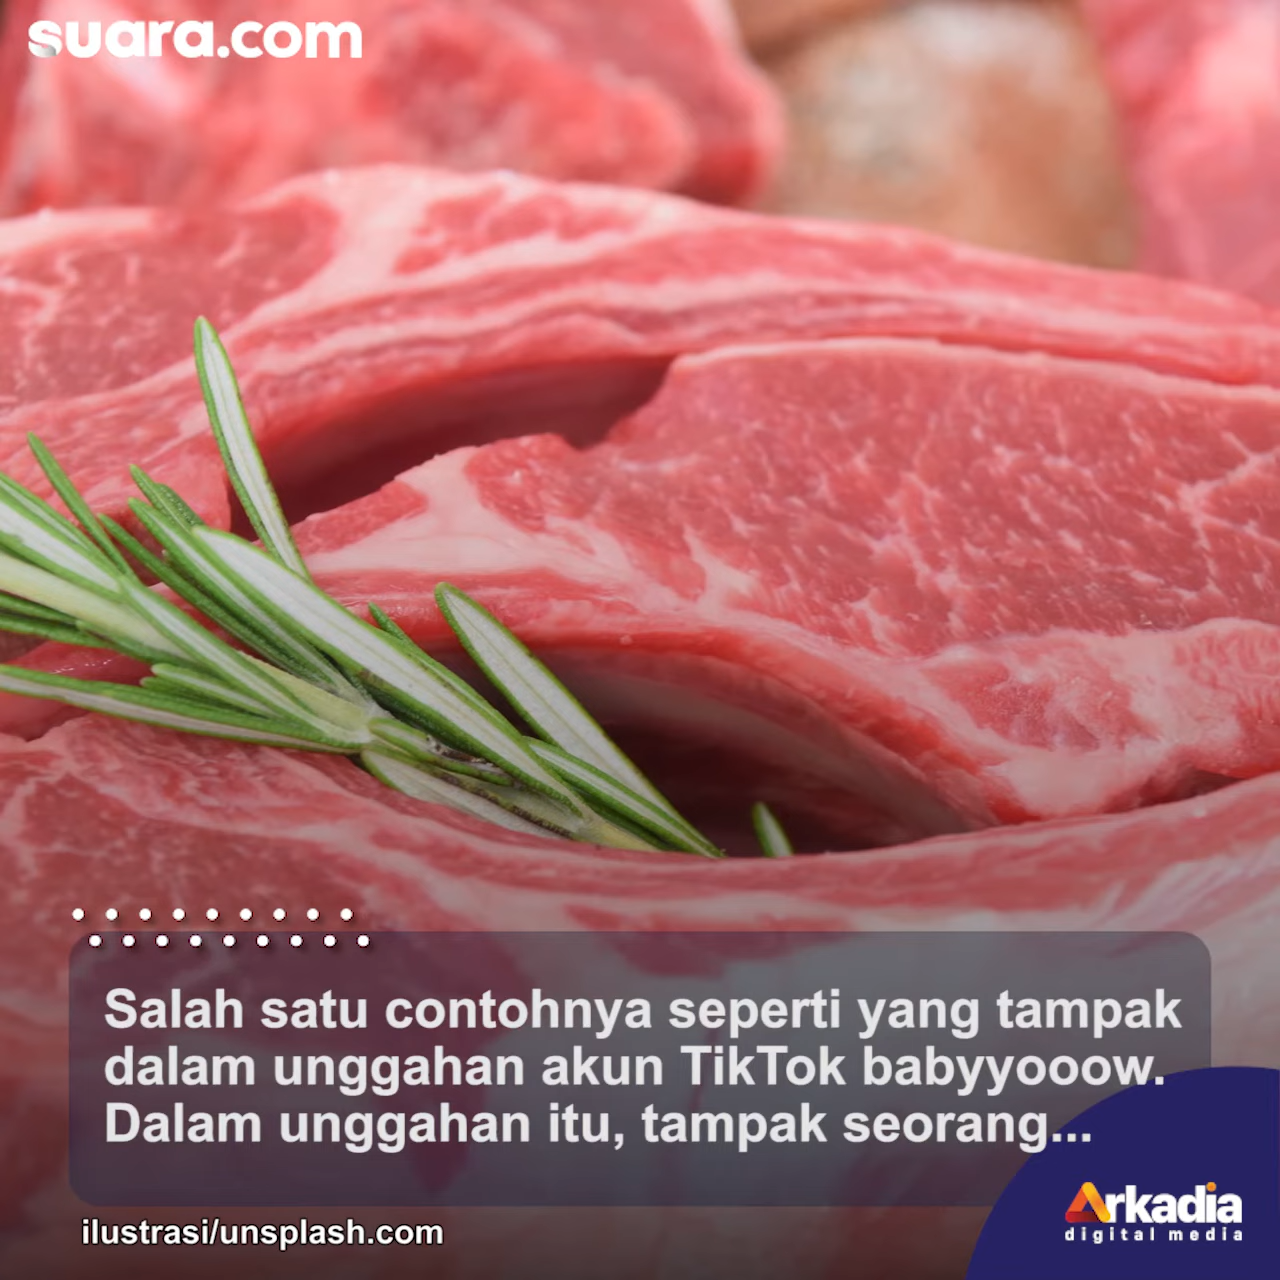 suara.com
Salah satu contohnya seperti yang tampak
dalam unggahan akun TikTok babyyooow.
Dalam unggahan itu, tampak seorang...
ilustrasi/unsplash.com
Arkadia
digital media